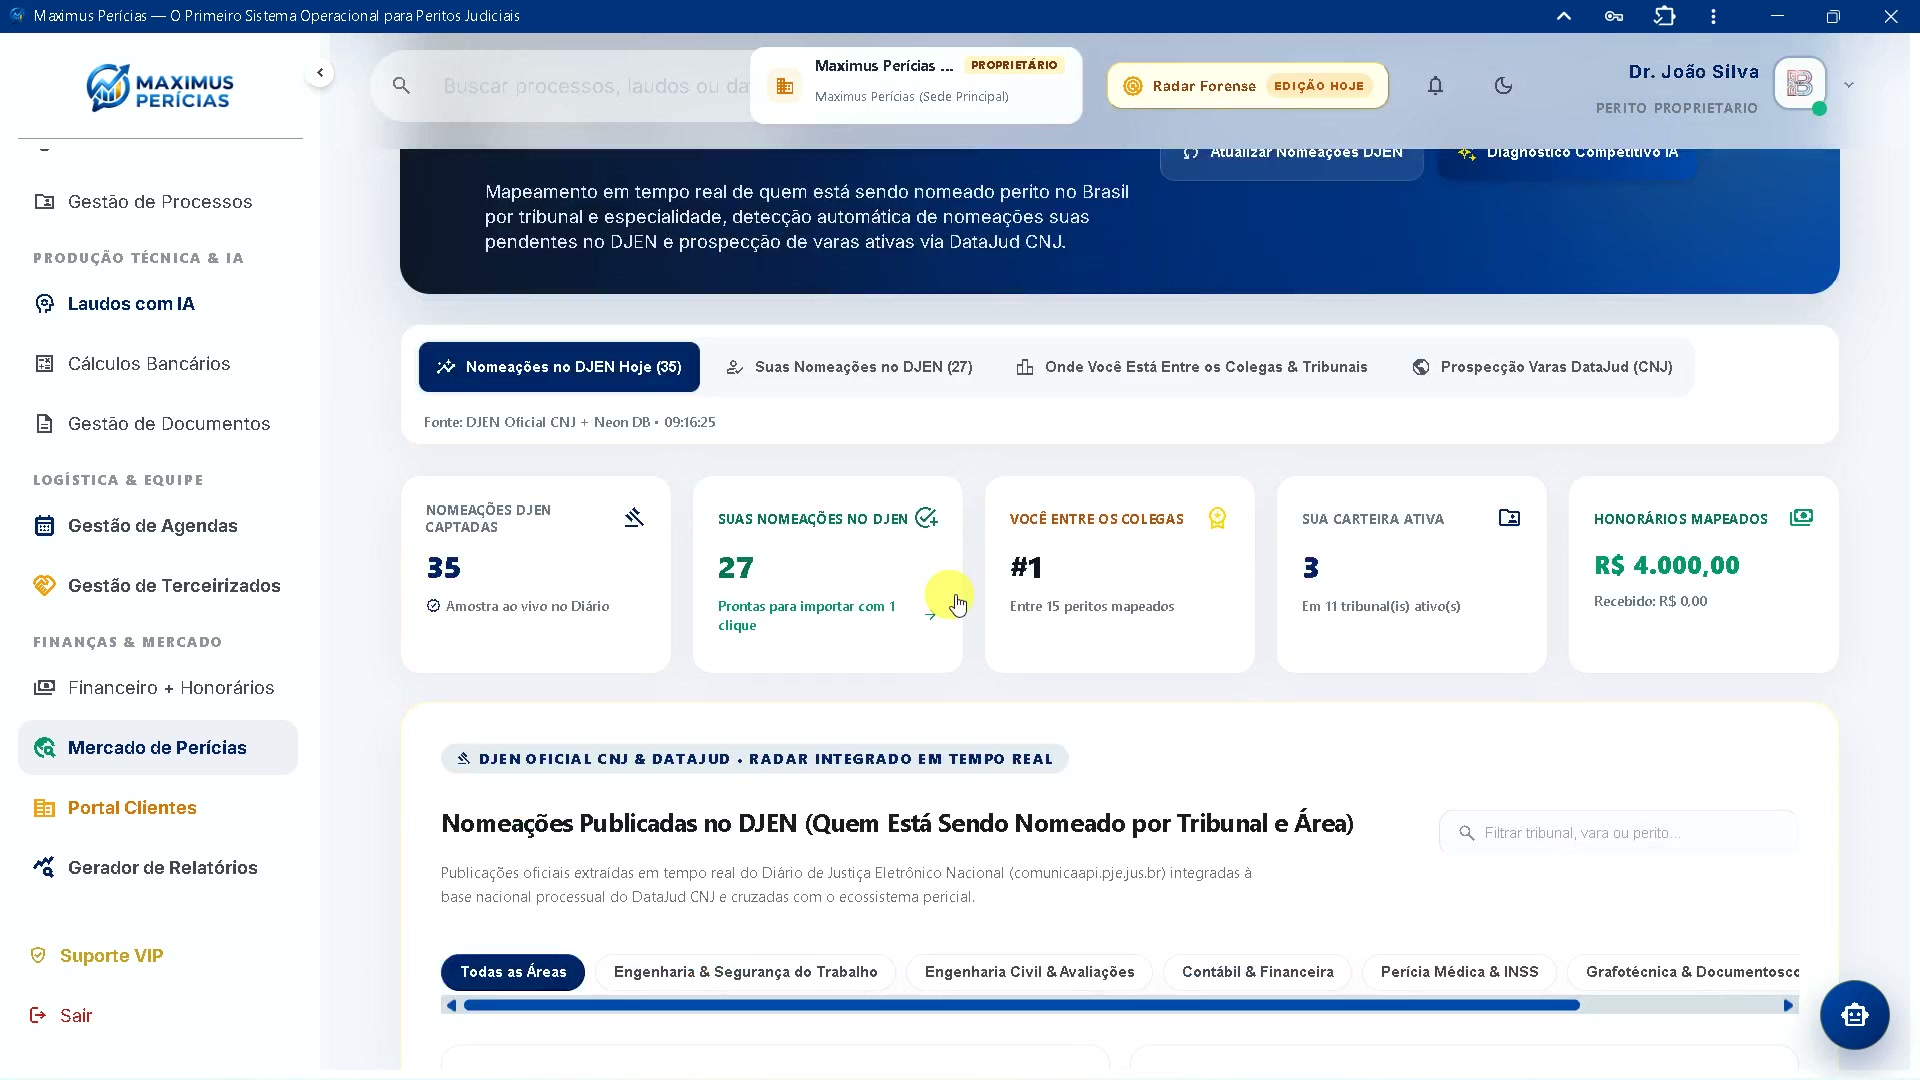 Maximus Perícias — O Primeiro Sistema Operacional para Peritos Judiciais
MAXIMUS
PERÍCIAS
Buscar processos, laudos ou da
Maximus Perícias ...
PROPRIETÁRIO
Maximus Perícias (Sede Principal)
Radar Forense
EDIÇÃO HOJE
Dr. João Silva
PERITO PROPRIETARIO
Gestão de Processos
PRODUÇÃO TÉCNICA & IA
Laudos com IA
Cálculos Bancários
Gestão de Documentos
LOGÍSTICA & EQUIPE
Gestão de Agendas
Gestão de Terceirizados
FINANÇAS & MERCADO
Financeiro + Honorários
Mercado de Perícias
Portal Clientes
Gerador de Relatórios
Suporte VIP
Sair
Atualizar Nomeações DJEN
Diagnóstico Competitivo IA
Mapeamento em tempo real de quem está sendo nomeado perito no Brasil
por tribunal e especialidade, detecção automática de nomeações suas
pendentes no DJEN e prospecção de varas ativas via DataJud CNJ.
Nomeações no DJEN Hoje (35)
Suas Nomeações no DJEN (27)
Onde Você Está Entre os Colegas & Tribunais
Prospecção Varas DataJud (CNJ)
Fonte: DJEN Oficial CNJ + Neon DB • 09:16:25
NOMEAÇÕES DJEN
CAPTADAS
35
Amostra ao vivo no Diário
SUAS NOMEAÇÕES NO DJEN
27
Prontas para importar com 1
clique
VOCÊ ENTRE OS COLEGAS
#1
Entre 15 peritos mapeados
SUA CARTEIRA ATIVA
3
Em 11 tribunal(is) ativo(s)
HONORÁRIOS MAPEADOS
R$ 4.000,00
Recebido: R$ 0,00
DJEN OFICIAL CNJ & DATAJUD • RADAR INTEGRADO EM TEMPO REAL
Nomeações Publicadas no DJEN (Quem Está Sendo Nomeado por Tribunal e Área)
Filtrar tribunal, vara ou perito...
Publicações oficiais extraídas em tempo real do Diário de Justiça Eletrônico Nacional (comunicaapi.pje.jus.br) integradas à
base nacional processual do DataJud CNJ e cruzadas com o ecossistema pericial.
Todas as Áreas
Engenharia & Segurança do Trabalho
Engenharia Civil & Avaliações
Contábil & Financeira
Perícia Médica & INSS
Grafotécnica & Documentosco